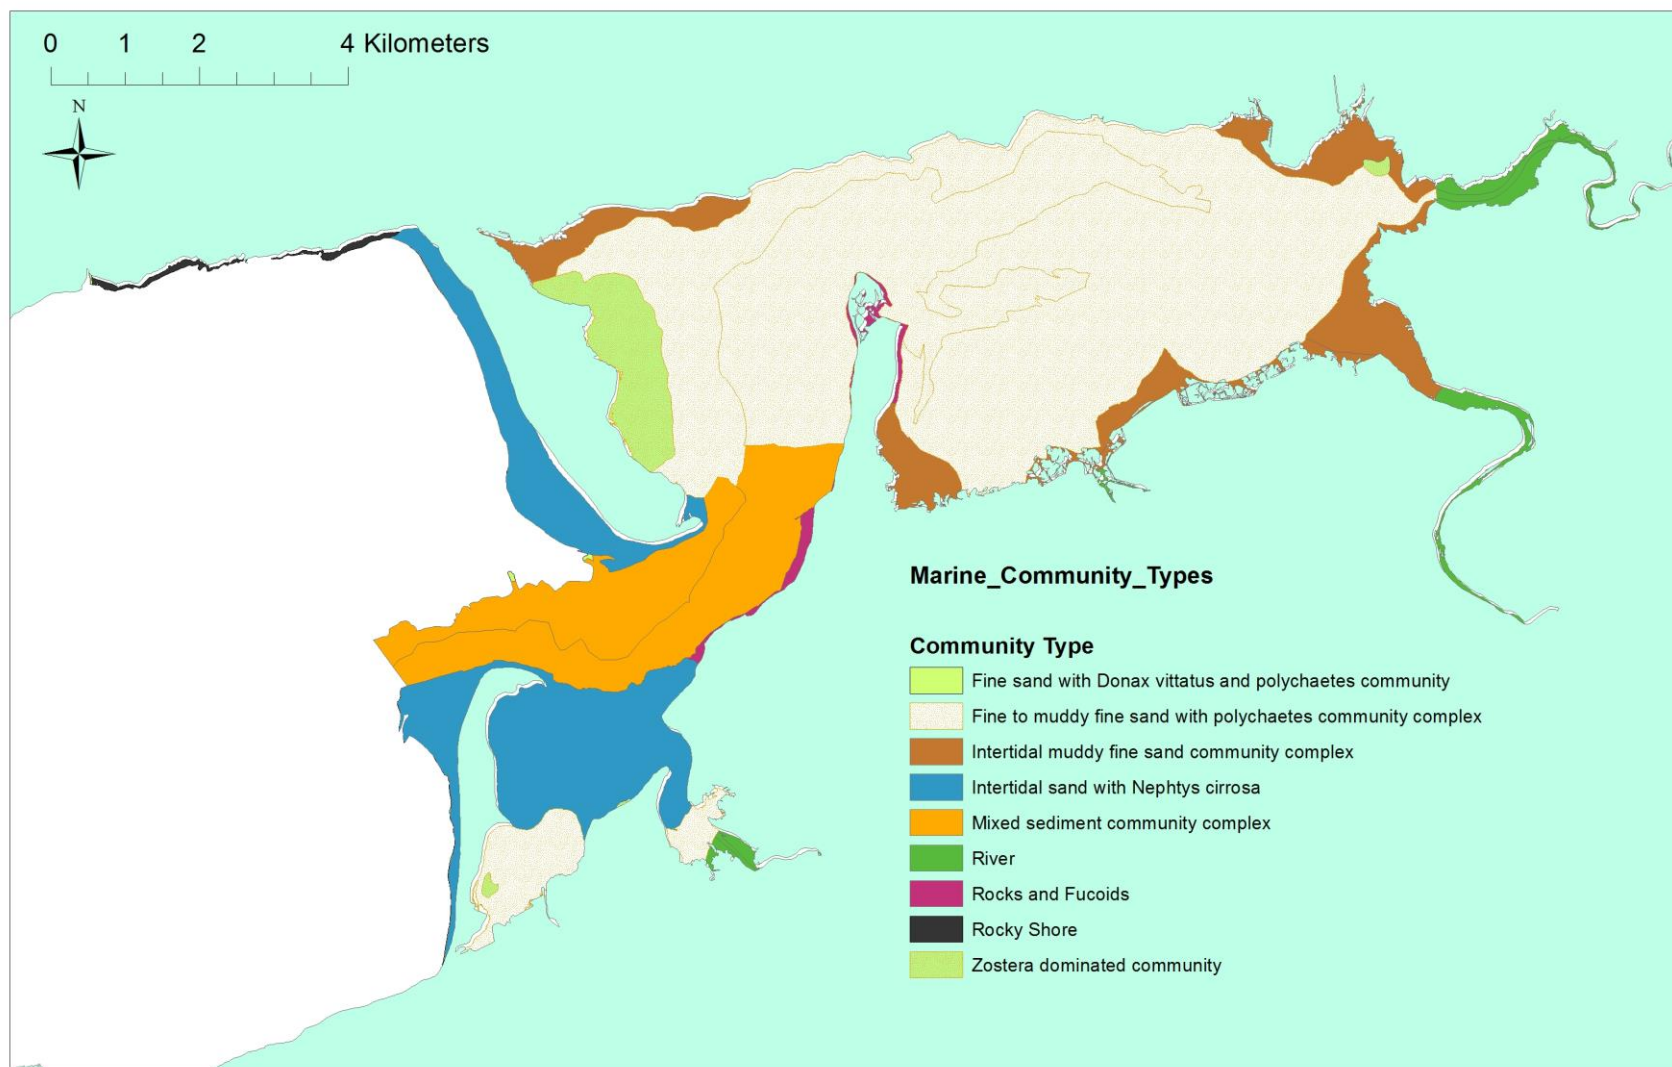 0 1 2 4 Kilometers
N
Marine_Community_Types
Community Type
Fine sand with Donax vittatus and polychaetes community
Fine to muddy fine sand with polychaetes community complex
Intertidal muddy fine sand community complex
Intertidal sand with Nephtys cirrosa
Mixed sediment community complex
River
Rocks and Fucoids
Rocky Shore
Zostera dominated community